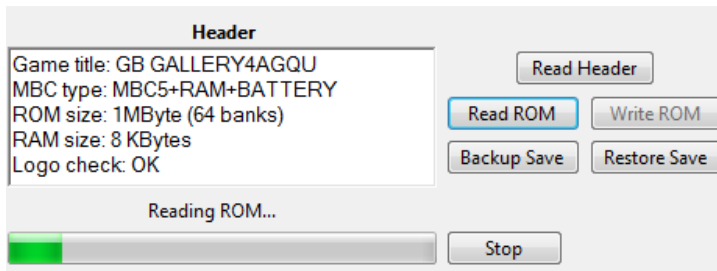 Header
Game title: GB GALLERY4AGQU
MBC type: MBC5+RAM+BATTERY
ROM size: 1MByte (64 banks)
RAM size: 8 KBytes
Logo check: OK
Read Header
Read ROM
Write ROM
Backup Save
Restore Save
Reading ROM...
Stop